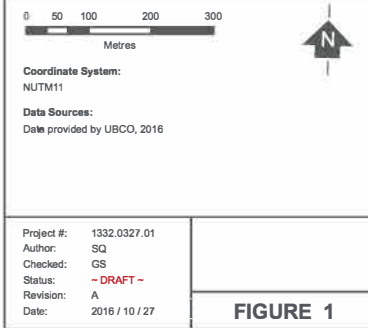 0 50 100 200 300
Metres
N
Coordinate System:
NUTM11
Data Sources:
Data provided by UBCO, 2016
Project #: 1332.0327.01
Author: SQ
Checked: GS
Status: ~ DRAFT ~
Revision: A
Date: 2016 / 10 / 27
FIGURE 1